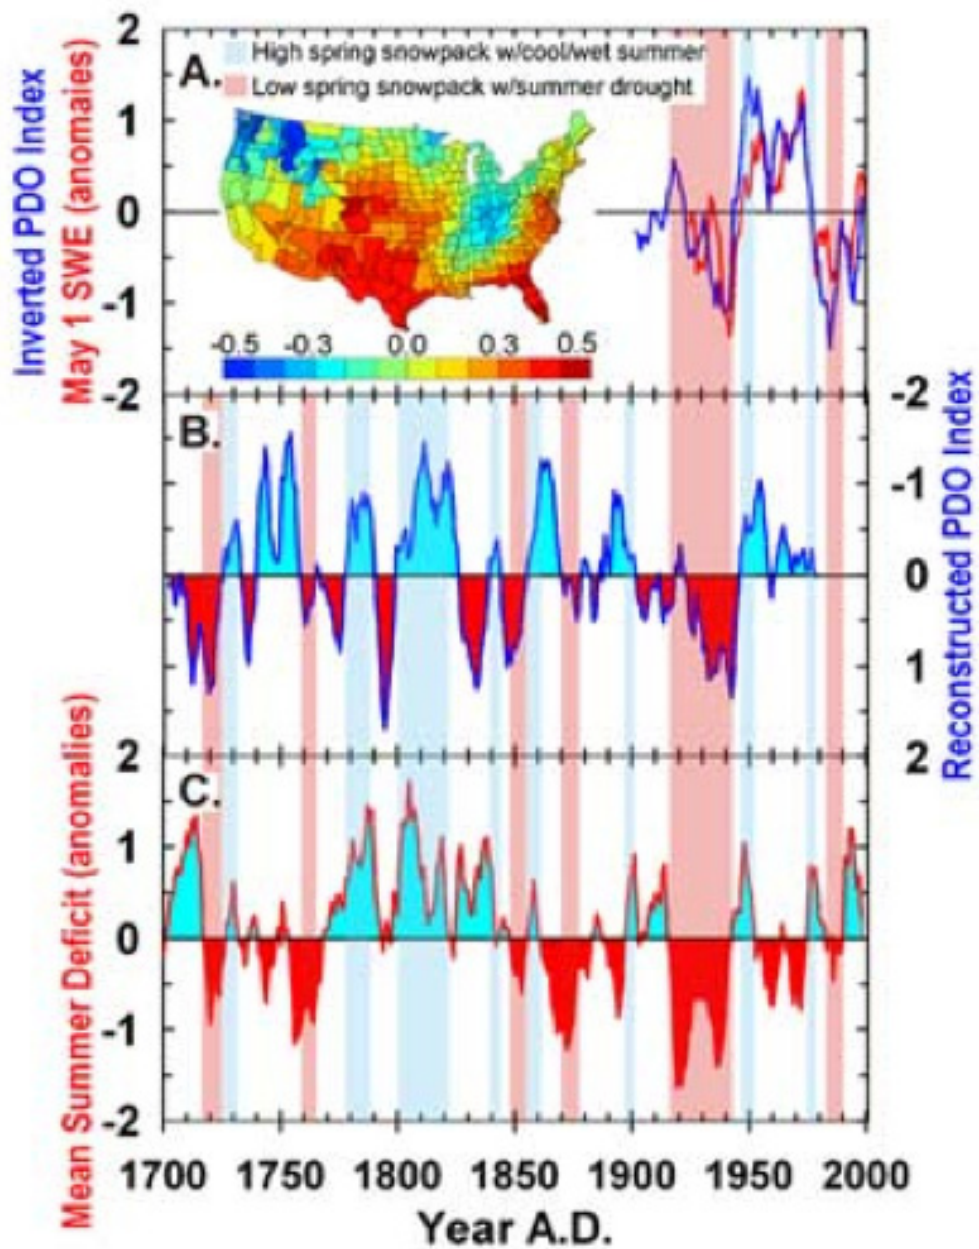 2
A.
High spring snowpack w/cool/wet summer
Low spring snowpack w/summer drought
1
0
-1
-2
Inverted PDO Index
May 1 SWE (anomaies)
-0.5 -0.3 0.0 0.3 0.5
B.
-2
-1
0
1
2
Reconstructed PDO Index
2
C.
1
0
-1
-2
Mean Summer Deficit (anomalies)
1700 1750 1800 1850 1900 1950 2000
Year A.D.